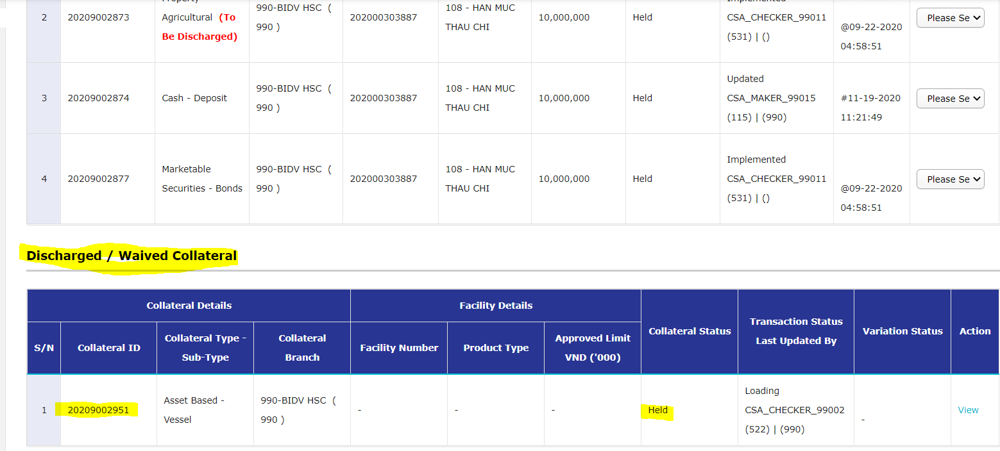 Property -
2 20209002873 Agricultural (To Be Discharged) 990-BIDV HSC ( 990 ) 202000303887 108 - HAN MUC THAU CHI 10,000,000 Held Implemented CSA_CHECKER_99011 (531) | () @09-22-2020 04:58:51 Please Se
3 20209002874 Cash - Deposit 990-BIDV HSC ( 990 ) 202000303887 108 - HAN MUC THAU CHI 10,000,000 Held Updated CSA_MAKER_99015 (115) | (990) #11-19-2020 11:21:49 Please Se
4 20209002877 Marketable Securities - Bonds 990-BIDV HSC ( 990 ) 202000303887 108 - HAN MUC THAU CHI 10,000,000 Held Implemented CSA_CHECKER_99011 (531) | () @09-22-2020 04:58:51 Please Se
Discharged / Waived Collateral
Collateral Details Facility Details Collateral Status Transaction Status Last Updated By Variation Status Action
S/N Collateral ID Collateral Type - Sub-Type Collateral Branch Facility Number Product Type Approved Limit VND ('000)
1 20209002951 Asset Based - Vessel 990-BIDV HSC ( 990 ) - - - Held Loading CSA_CHECKER_99002 (522) | (990) - View